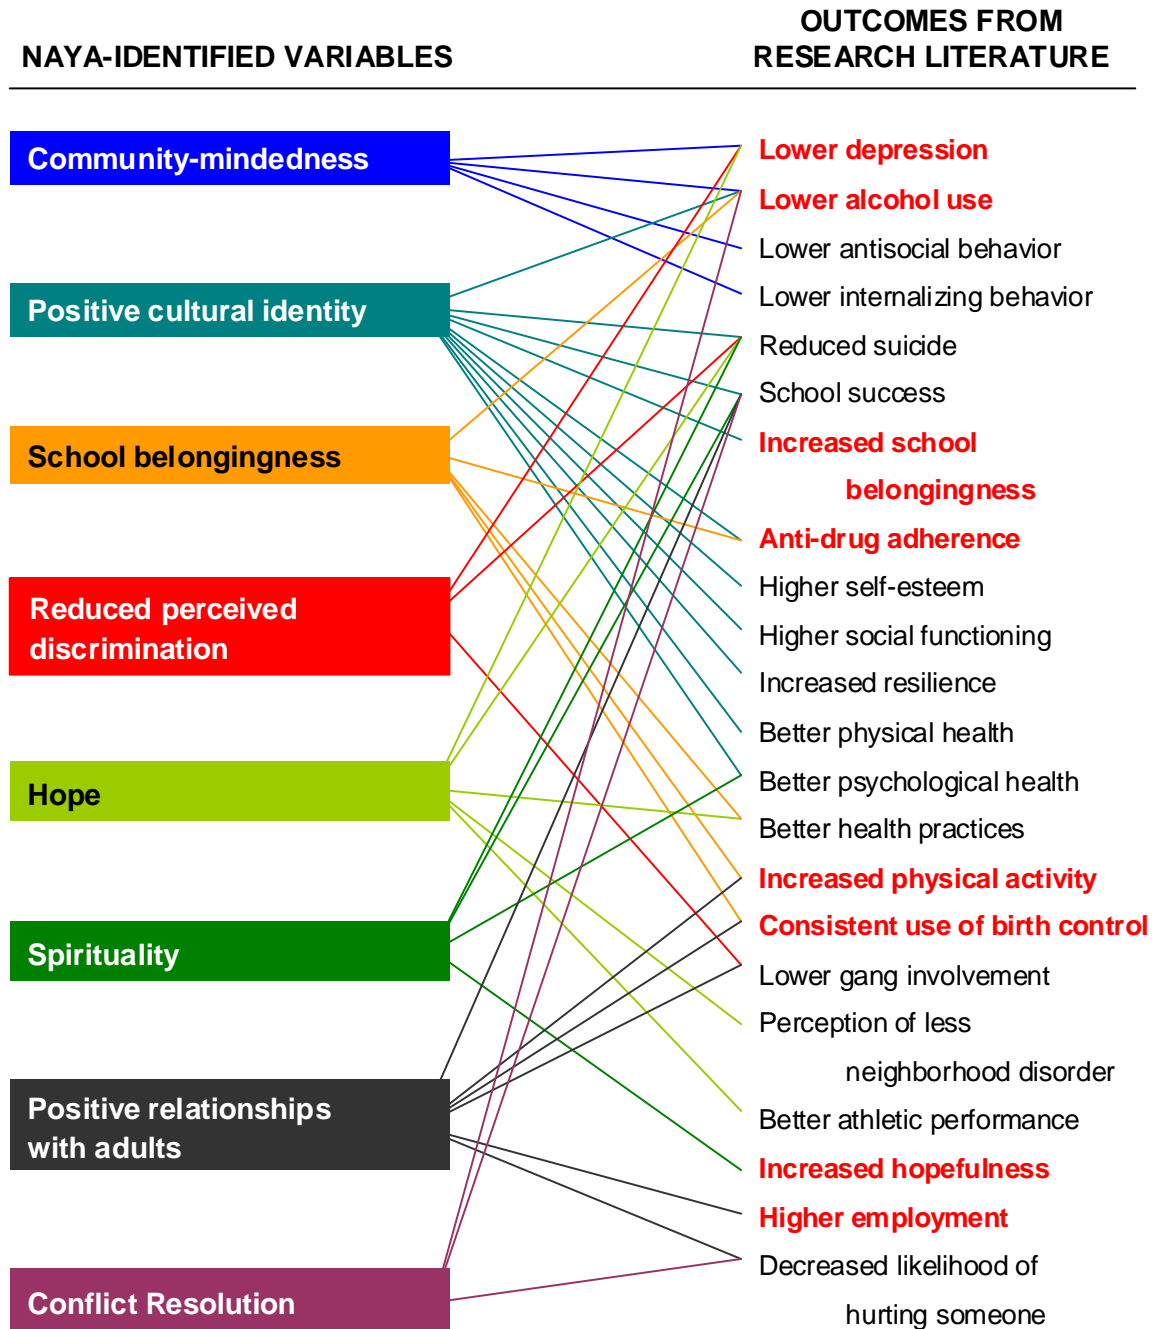 NAYA-IDENTIFIED VARIABLES
OUTCOMES FROM
RESEARCH LITERATURE
Community-mindedness
Positive cultural identity
School belongingness
Reduced perceived
discrimination
Hope
Spirituality
Positive relationships
with adults
Conflict Resolution
Lower depression
Lower alcohol use
Lower antisocial behavior
Lower internalizing behavior
Reduced suicide
School success
Increased school
belongingness
Anti-drug adherence
Higher self-esteem
Higher social functioning
Increased resilience
Better physical health
Better psychological health
Better health practices
Increased physical activity
Consistent use of birth control
Lower gang involvement
Perception of less
neighborhood disorder
Better athletic performance
Increased hopefulness
Higher employment
Decreased likelihood of
hurting someone